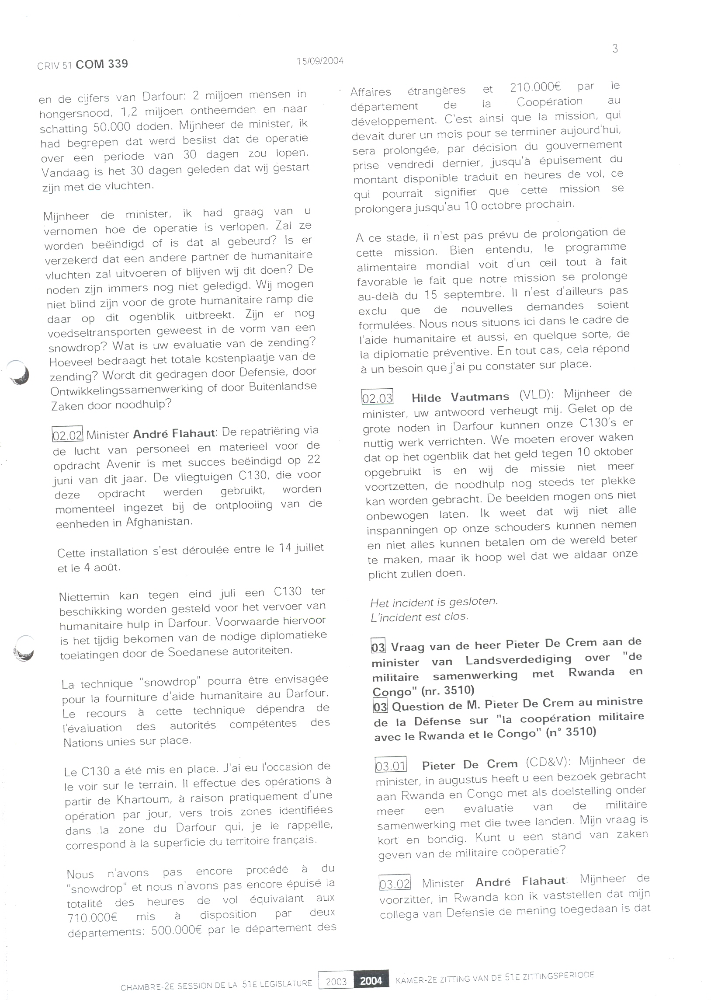 3
CRIV 51 COM 339
15/09/2004
en de cijfers van Darfour: 2 miljoen mensen in
hongersnood, 1,2 miljoen ontheemden en naar
schatting 50.000 doden. Mijnheer de minister, ik
had begrepen dat werd beslist dat de operatie
over een periode van 30 dagen zou lopen.
Vandaag is het 30 dagen geleden dat wij gestart
zijn met de vluchten.
Mijnheer de minister, ik had graag van u
vernomen hoe de operatie is verlopen. Zal ze
worden beëindigd of is dat al gebeurd? Is er
verzekerd dat een andere partner de humanitaire
vluchten zal uitvoeren of blijven wij dit doen? De
noden zijn immers nog niet geledigd. Wij mogen
niet blind zijn voor de grote humanitaire ramp die
daar op dit ogenblik uitbreekt. Zijn er nog
voedseltransporten geweest in de vorm van een
snowdrop? Wat is uw evaluatie van de zending?
Hoeveel bedraagt het totale kostenplaatje van de
zending? Wordt dit gedragen door Defensie, door
Ontwikkelingssamenwerking of door Buitenlandse
Zaken door noodhulp?
02.02 Minister André Flahaut: De repatriëring via
de lucht van personeel en materieel voor de
opdracht Avenir is met succes beëindigd op 22
juni van dit jaar. De vliegtuigen C130, die voor
deze opdracht werden gebruikt, worden
momenteel ingezet bij de ontplooiing van de
eenheden in Afghanistan.
Cette installation s'est déroulée entre le 14 juillet
et le 4 août.
Niettemin kan tegen eind juli een C130 ter
beschikking worden gesteld voor het vervoer van
humanitaire hulp in Darfour. Voorwaarde hiervoor
is het tijdig bekomen van de nodige diplomatieke
toelatingen door de Soedanese autoriteiten.
La technique "snowdrop" pourra être envisagée
pour la fourniture d'aide humanitaire au Darfour.
Le recours à cette technique dépendra de
l'évaluation des autorités compétentes des
Nations unies sur place.
Le C130 a été mis en place. J'ai eu l'occasion de
le voir sur le terrain. Il effectue des opérations à
partir de Khartoum, à raison pratiquement d'une
opération par jour, vers trois zones identifiées
dans la zone du Darfour qui, je le rappelle,
correspond à la superficie du territoire français.
Nous n'avons pas encore procédé à du
"snowdrop" et nous n'avons pas encore épuisé la
totalité des heures de vol équivalant aux
710.000€ mis à disposition par deux
départements: 500.000€ par le département des
Affaires étrangères et 210.000€ par le
département de la Coopération au
développement. C'est ainsi que la mission, qui
devait durer un mois pour se terminer aujourd'hui,
sera prolongée, par décision du gouvernement
prise vendredi dernier, jusqu'à épuisement du
montant disponible traduit en heures de vol, ce
qui pourrait signifier que cette mission se
prolongera jusqu'au 10 octobre prochain.
A ce stade, il n'est pas prévu de prolongation de
cette mission. Bien entendu, le programme
alimentaire mondial voit d'un œil tout à fait
favorable le fait que notre mission se prolonge
au-delà du 15 septembre. Il n'est d'ailleurs pas
exclu que de nouvelles demandes soient
formulées. Nous nous situons ici dans le cadre de
l'aide humanitaire et aussi, en quelque sorte, de
la diplomatie préventive. En tout cas, cela répond
à un besoin que j'ai pu constater sur place.
02.03 Hilde Vautmans (VLD): Mijnheer de
minister, uw antwoord verheugt mij. Gelet op de
grote noden in Darfour kunnen onze C130's er
nuttig werk verrichten. We moeten erover waken
dat op het ogenblik dat het geld tegen 10 oktober
opgebruikt is en wij de missie niet meer
voortzetten, de noodhulp nog steeds ter plekke
kan worden gebracht. De beelden mogen ons niet
onbewogen laten. Ik weet dat wij niet alle
inspanningen op onze schouders kunnen nemen
en niet alles kunnen betalen om de wereld beter
te maken, maar ik hoop wel dat we aldaar onze
plicht zullen doen.
Het incident is gesloten.
L'incident est clos.
03 Vraag van de heer Pieter De Crem aan de
minister van Landsverdediging over "de
militaire samenwerking met Rwanda en
Congo" (nr. 3510)
03 Question de M. Pieter De Crem au ministre
de la Défense sur "la coopération militaire
avec le Rwanda et le Congo" (n° 3510)
03.01 Pieter De Crem (CD&V): Mijnheer de
minister, in augustus heeft u een bezoek gebracht
aan Rwanda en Congo met als doelstelling onder
meer een evaluatie van de militaire
samenwerking met die twee landen. Mijn vraag is
kort en bondig. Kunt u een stand van zaken
geven van de militaire coöperatie?
03.02 Minister André Flahaut: Mijnheer de
voorzitter, in Rwanda kon ik vaststellen dat mijn
collega van Defensie de mening toegedaan is dat
CHAMBRE-2E SESSION DE LA 51E LEGISLATURE 2003 2004 KAMER-2E ZITTING VAN DE 51E ZITTINGSPERIODE